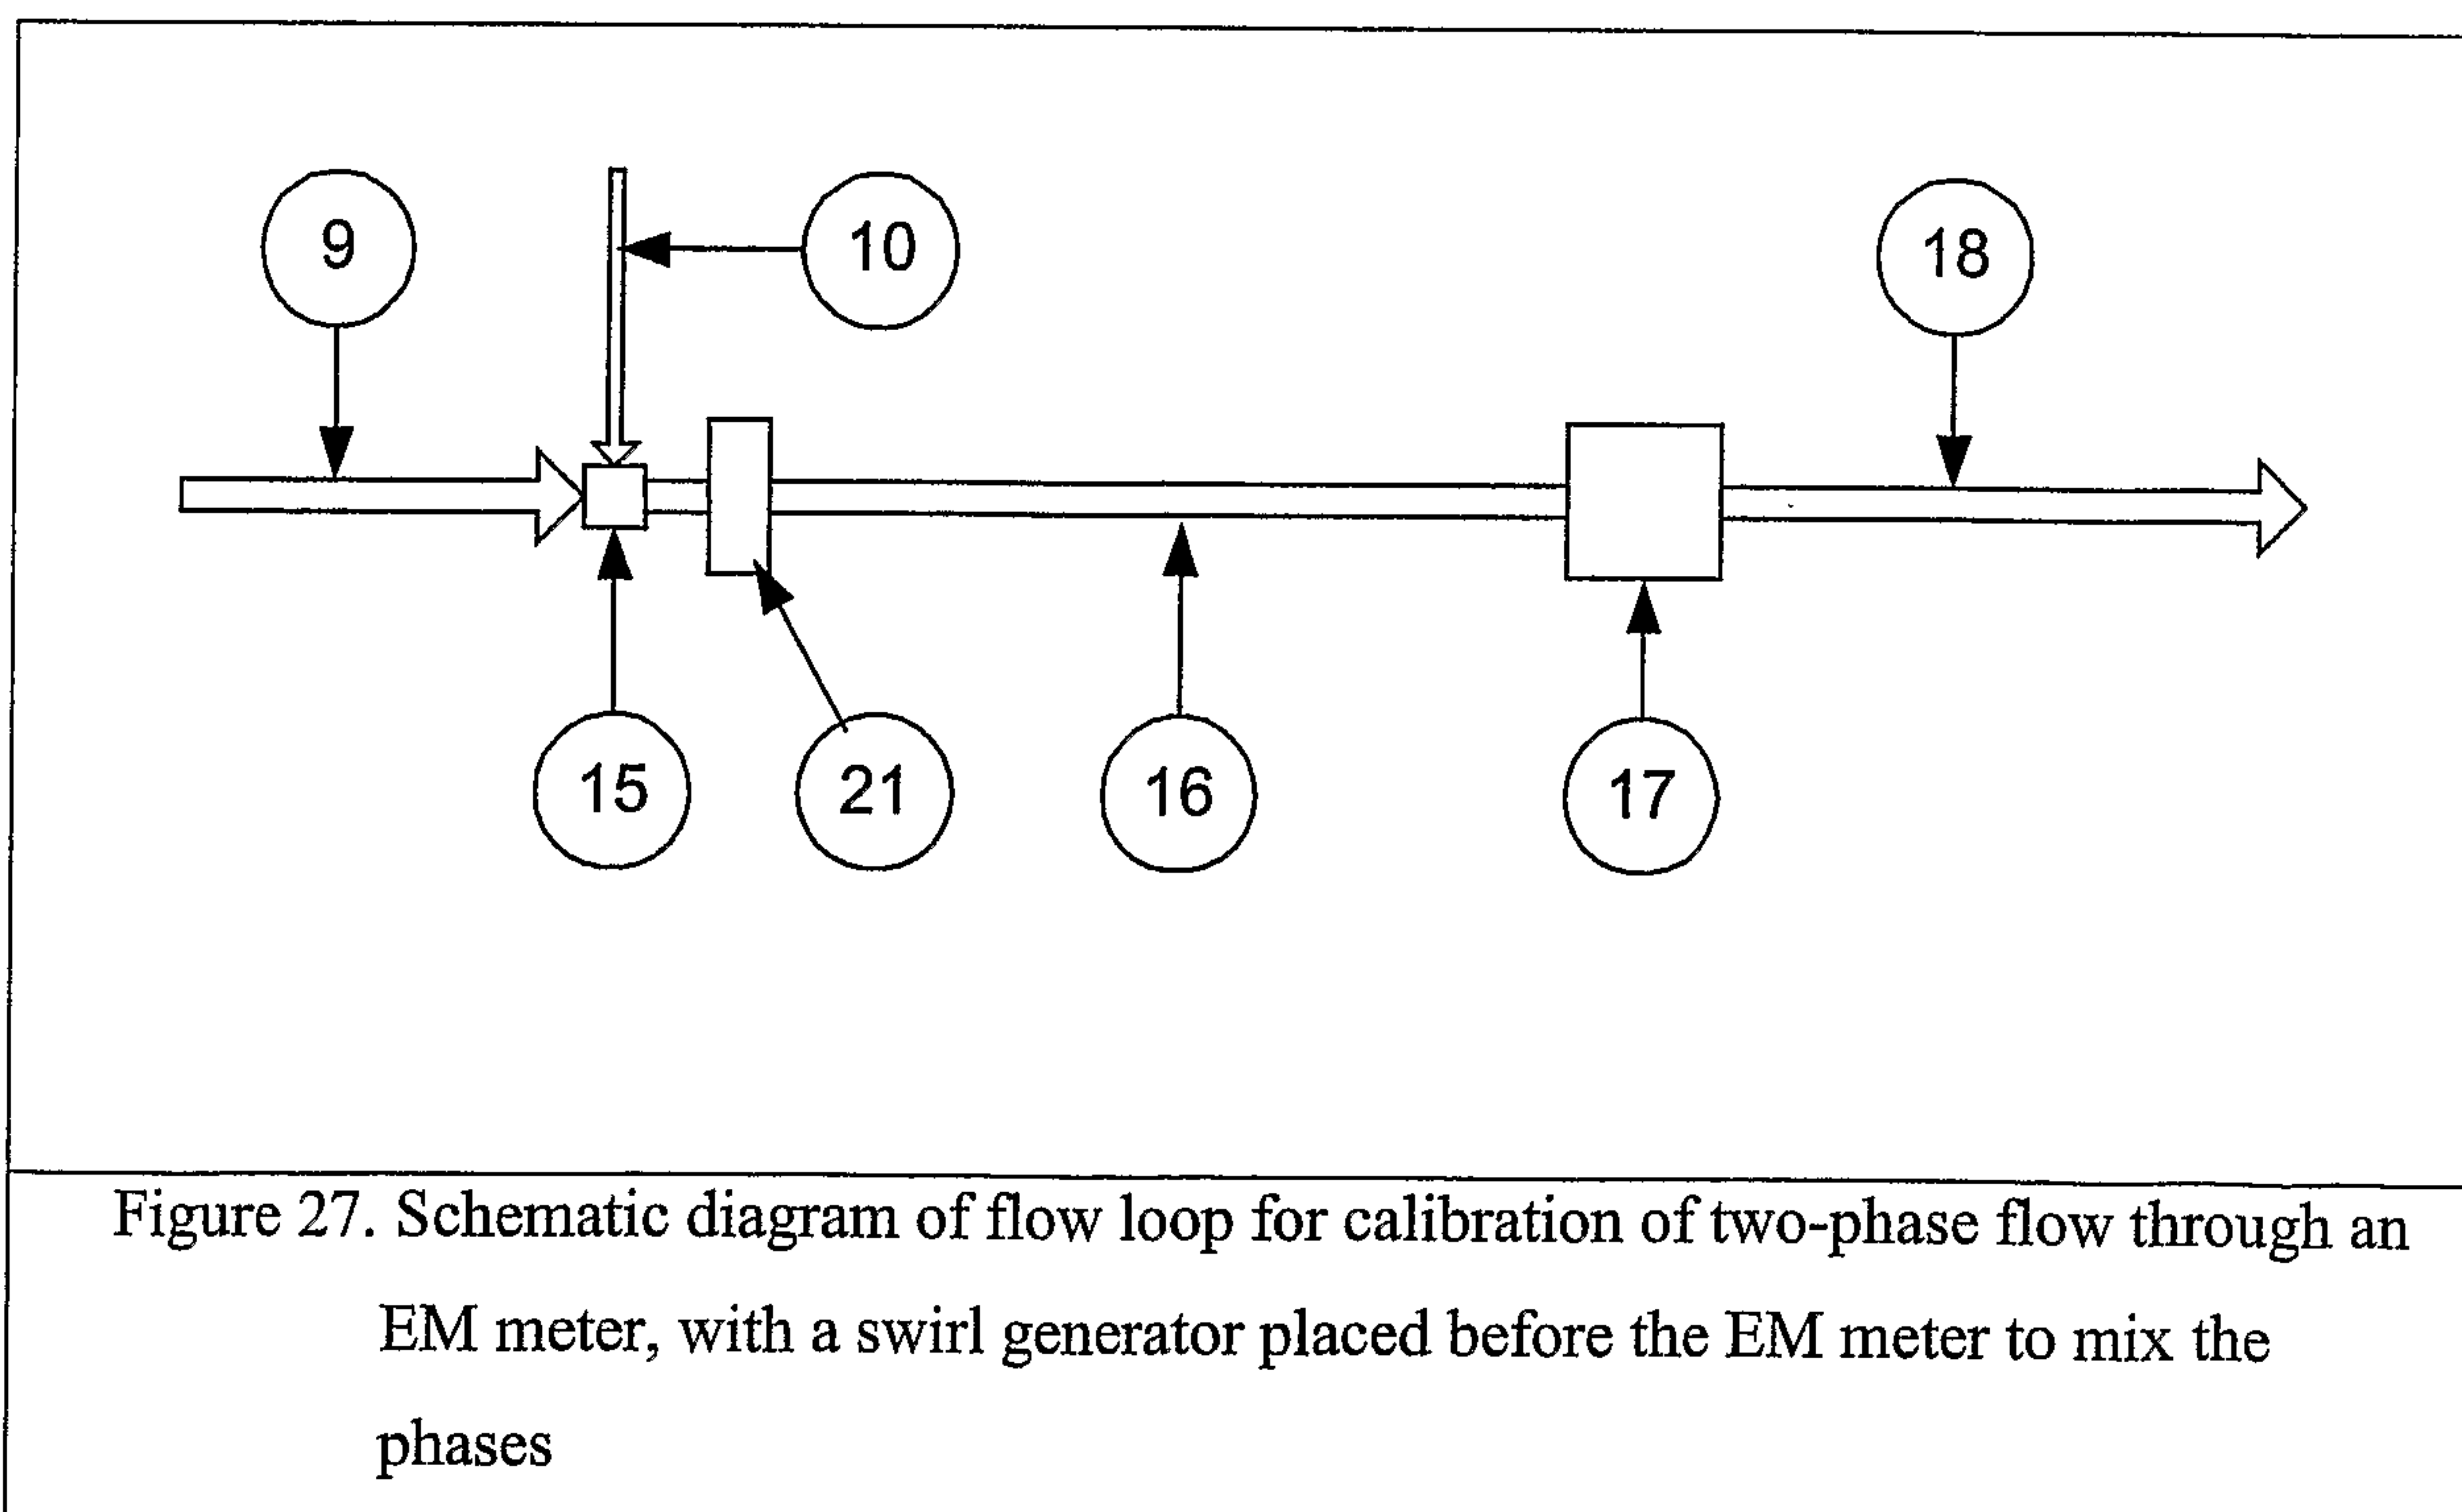 9
10
18
15
21
16
17
Figure 27. Schematic diagram of flow loop for calibration of two-phase flow through an
EM meter, with a swirl generator placed before the EM meter to mix the
phases